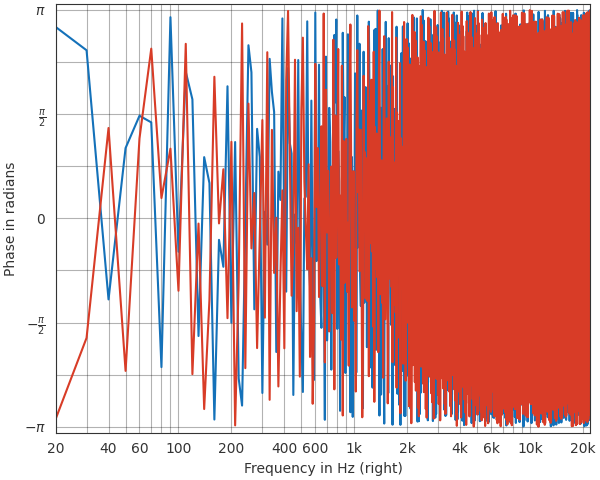 π
π/2
0
−π/2
−π
Phase in radians
20 40 60 100 200 400 600 1k 2k 4k 6k 10k 20k
Frequency in Hz (right)